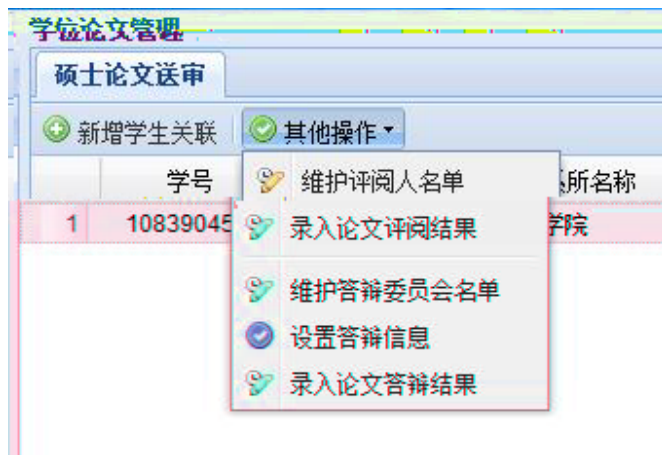 学位论文管理
硕士论文送审
新增学生关联 其他操作
学号 维护评阅人名单 所名称
1 10839045 录入论文评阅结果 学院
维护答辩委员会名单
设置答辩信息
录入论文答辩结果